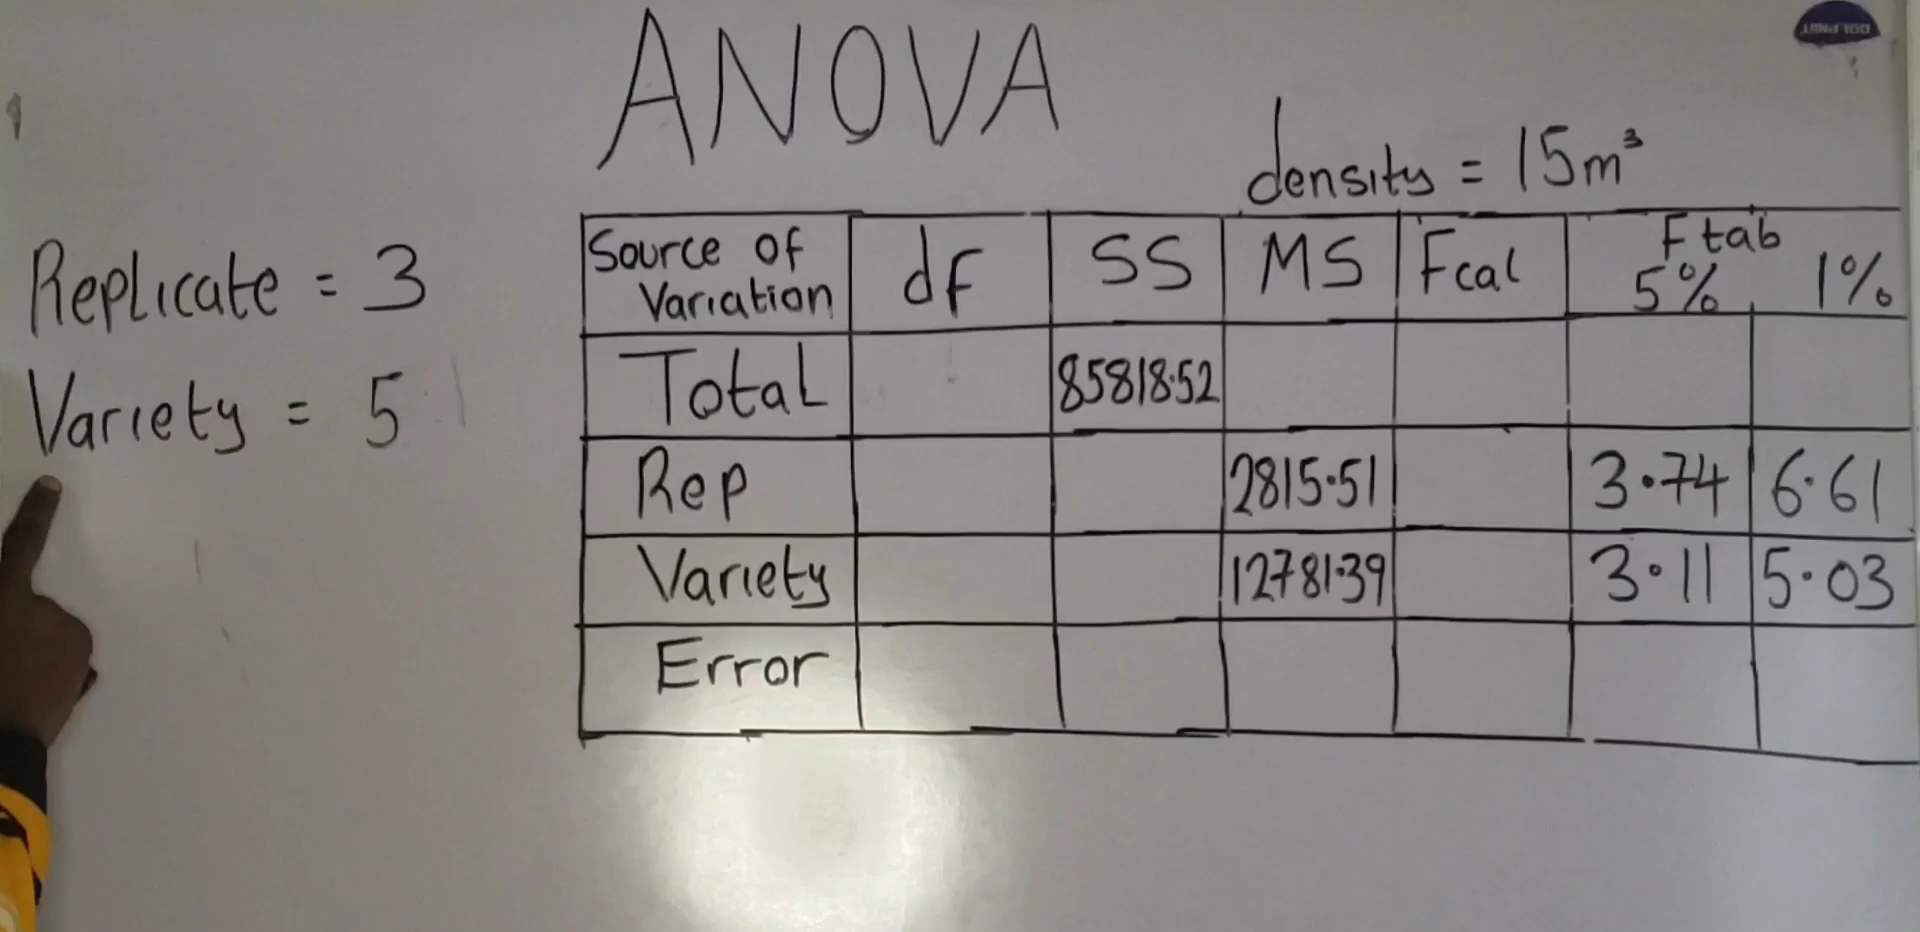 ANOVA
density = 15m³
Replicate = 3
Variety = 5
Source of Variation df SS MS Fcal Ftab 5% 1%
Total 85818.52
Rep 2815.51 3.74 6.61
Variety 12781.39 3.11 5.03
Error